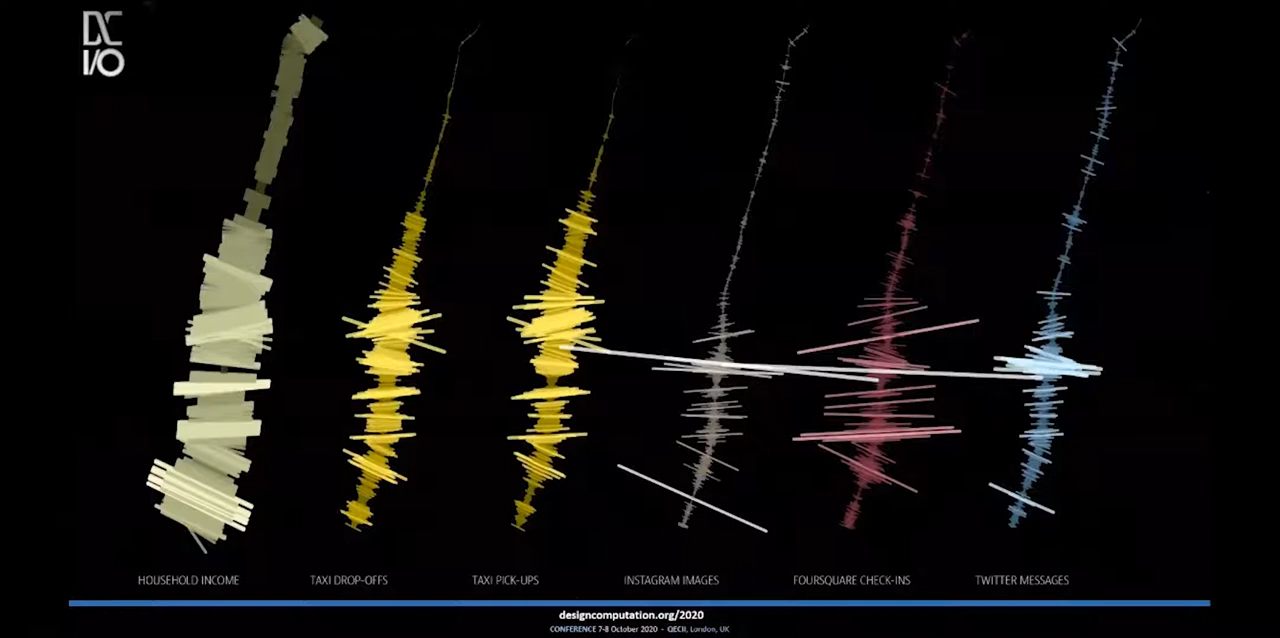 DC
I/O
HOUSEHOLD INCOME
TAXI DROP-OFFS
TAXI PICK-UPS
INSTAGRAM IMAGES
FOURSQUARE CHECK-INS
TWITTER MESSAGES
designcomputation.org/2020
CONFERENCE 7-8 October 2020 - QECII, London, UK